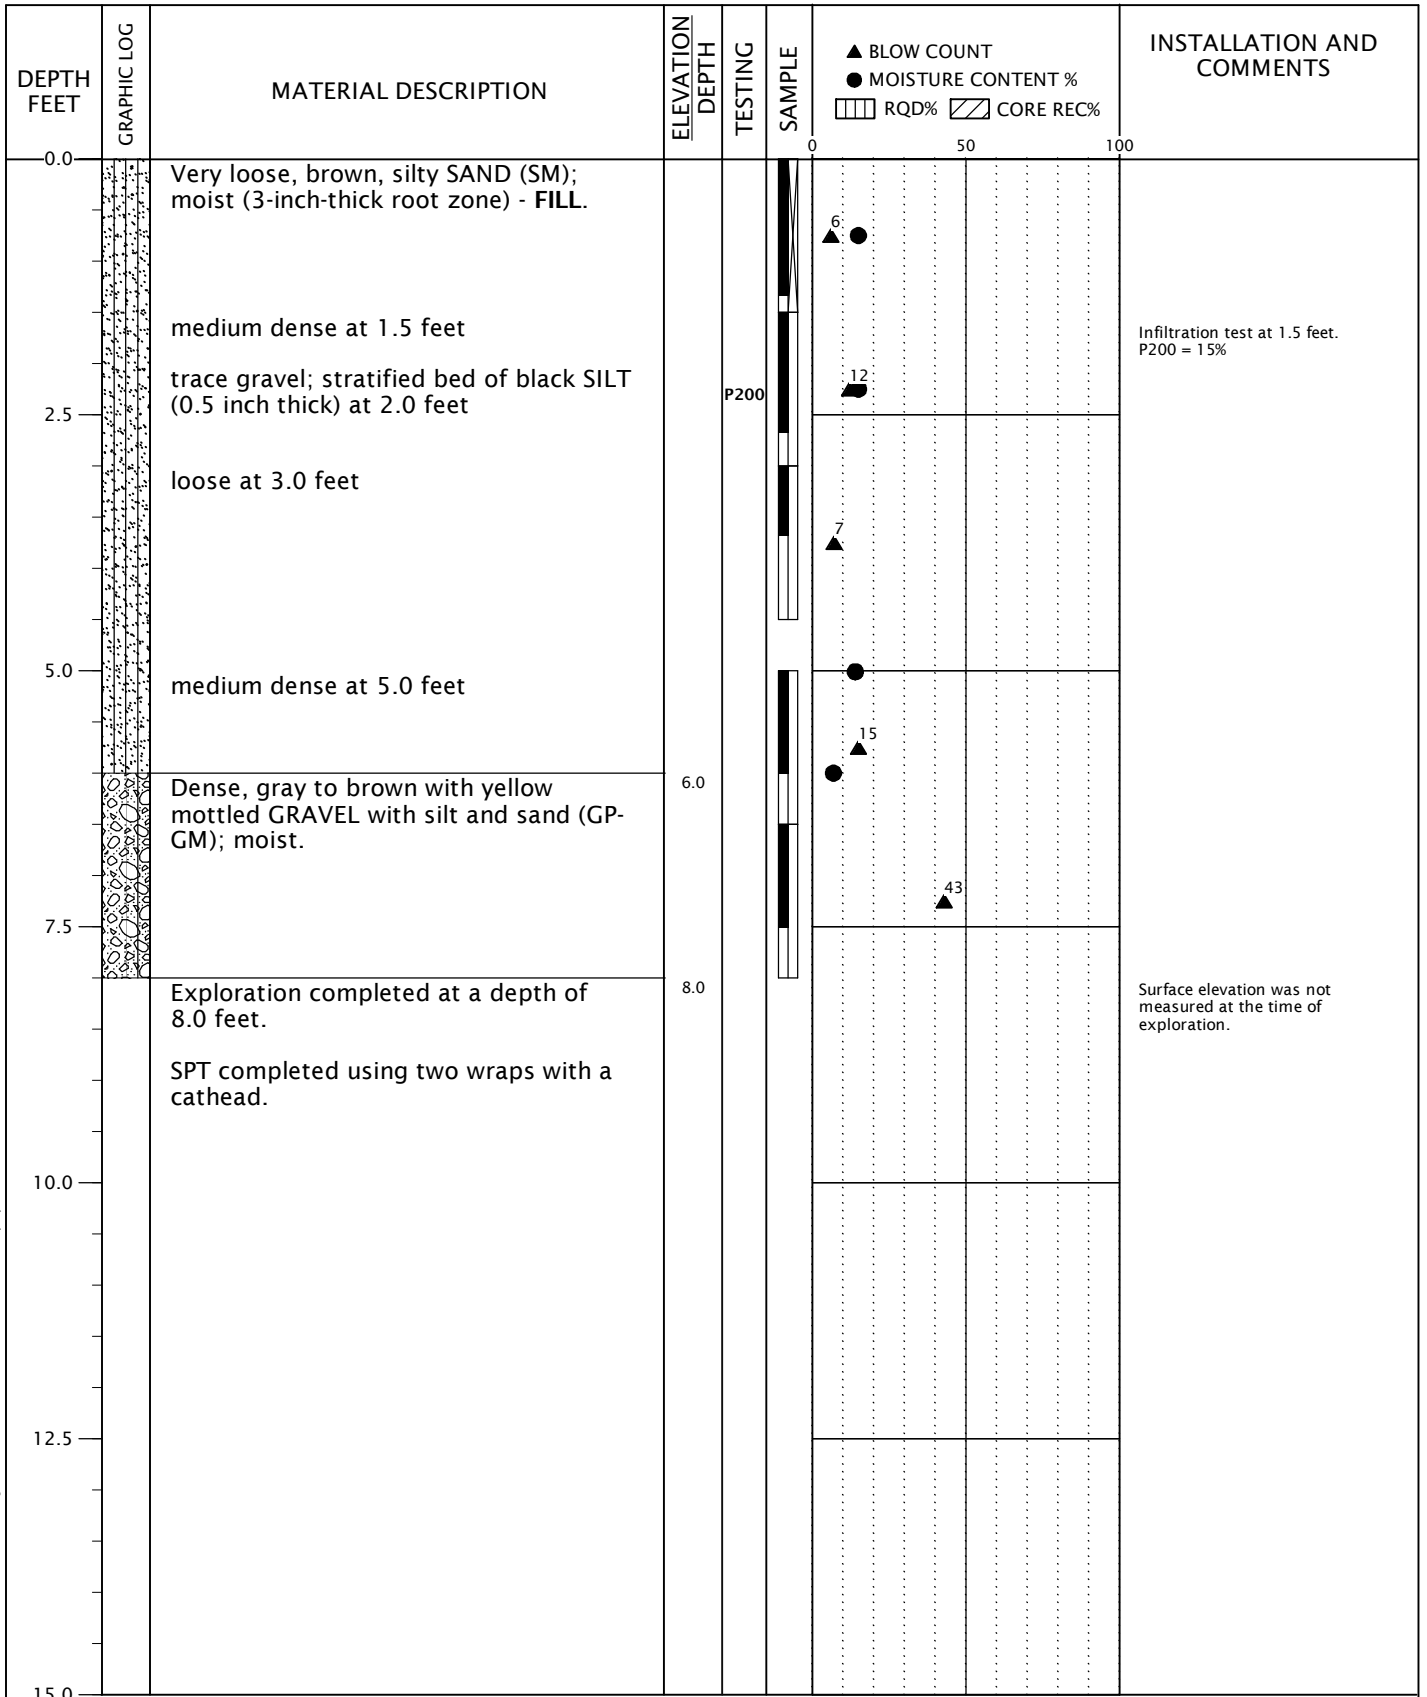 DEPTH
FEET
GRAPHIC LOG
MATERIAL DESCRIPTION
ELEVATION
DEPTH
TESTING
SAMPLE
▲ BLOW COUNT
● MOISTURE CONTENT %
RQD% CORE REC%
0 50 100
INSTALLATION AND
COMMENTS
0.0
Very loose, brown, silty SAND (SM);
moist (3-inch-thick root zone) - FILL.
6
medium dense at 1.5 feet
Infiltration test at 1.5 feet.
P200 = 15%
trace gravel; stratified bed of black SILT
(0.5 inch thick) at 2.0 feet
P200
12
2.5
loose at 3.0 feet
7
5.0
medium dense at 5.0 feet
15
Dense, gray to brown with yellow
mottled GRAVEL with silt and sand (GP-
GM); moist.
6.0
43
7.5
Exploration completed at a depth of
8.0 feet.
8.0
Surface elevation was not
measured at the time of
exploration.
SPT completed using two wraps with a
cathead.
10.0
12.5
15.0